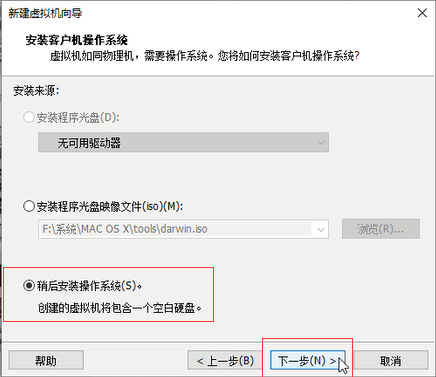 新建虚拟机向导
安装客户机操作系统
虚拟机如同物理机，需要操作系统。您将如何安装客户机操作系统?
安装来源:
安装程序光盘(D):
无可用驱动器
安装程序光盘映像文件(iso)(M):
F:\系统\MAC OS X\tools\darwin.iso
浏览(R)...
稍后安装操作系统(S)。
创建的虚拟机将包含一个空白硬盘。
帮助
< 上一步(B)
下一步(N) >
取消